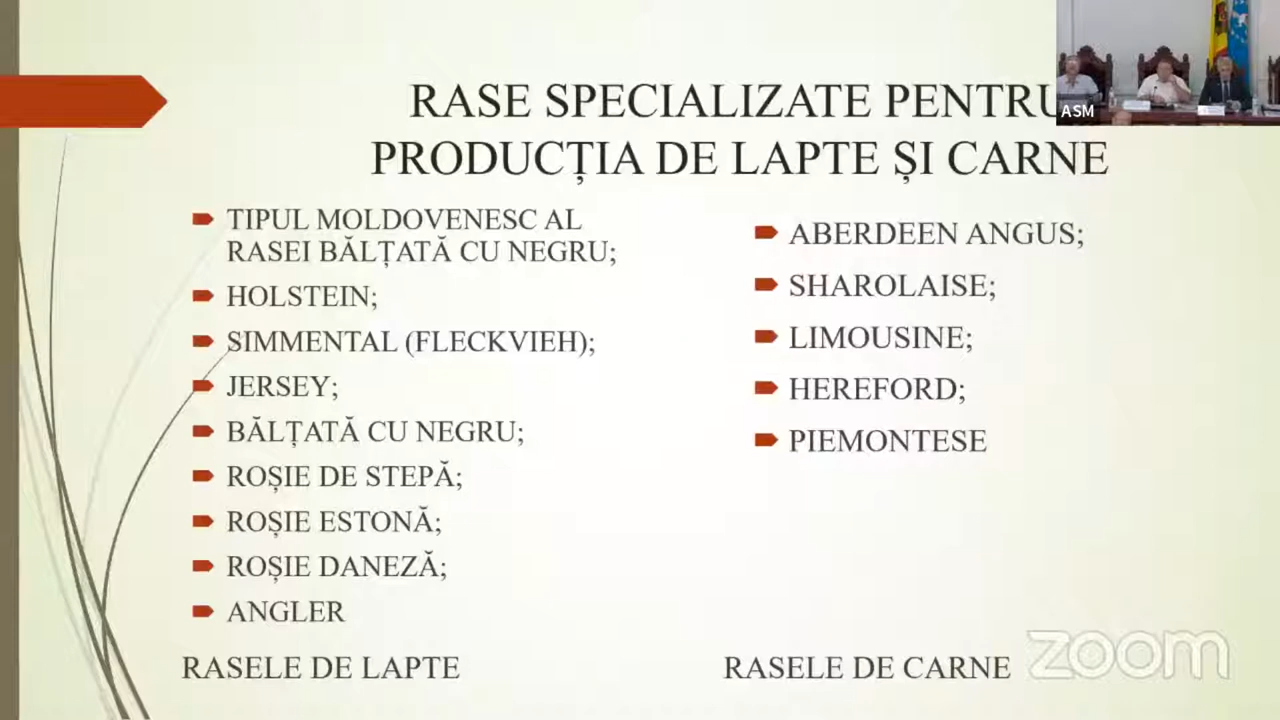 RASE SPECIALIZATE PENTRU
PRODUCȚIA DE LAPTE ȘI CARNE
TIPUL MOLDOVENESC AL
RASEI BĂLȚATĂ CU NEGRU;
HOLSTEIN;
SIMMENTAL (FLECKVIEH);
JERSEY;
BĂLȚATĂ CU NEGRU;
ROȘIE DE STEPĂ;
ROȘIE ESTONĂ;
ROȘIE DANEZĂ;
ANGLER
RASELE DE LAPTE
ABERDEEN ANGUS;
SHAROLAISE;
LIMOUSINE;
HEREFORD;
PIEMONTESE
RASELE DE CARNE
ASM
zoom